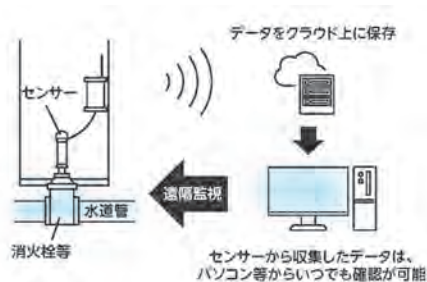 データをクラウド上に保存
センサー
遠隔監視
水道管
消火栓等
センサーから収集したデータは、
パソコン等からいつでも確認が可能